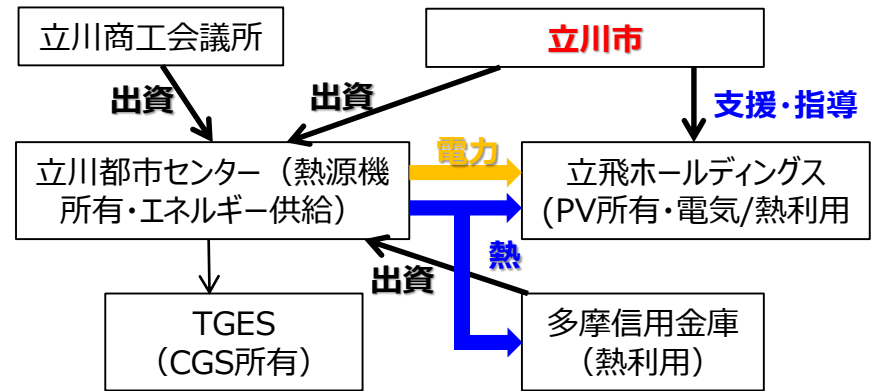 立川商工会議所
立川市
出資
出資
支援・指導
立川都市センター（熱源機
所有・エネルギー供給）
電力
立飛ホールディングス
(PV所有・電気/熱利用
熱
出資
TGES
（CGS所有）
多摩信用金庫
（熱利用）